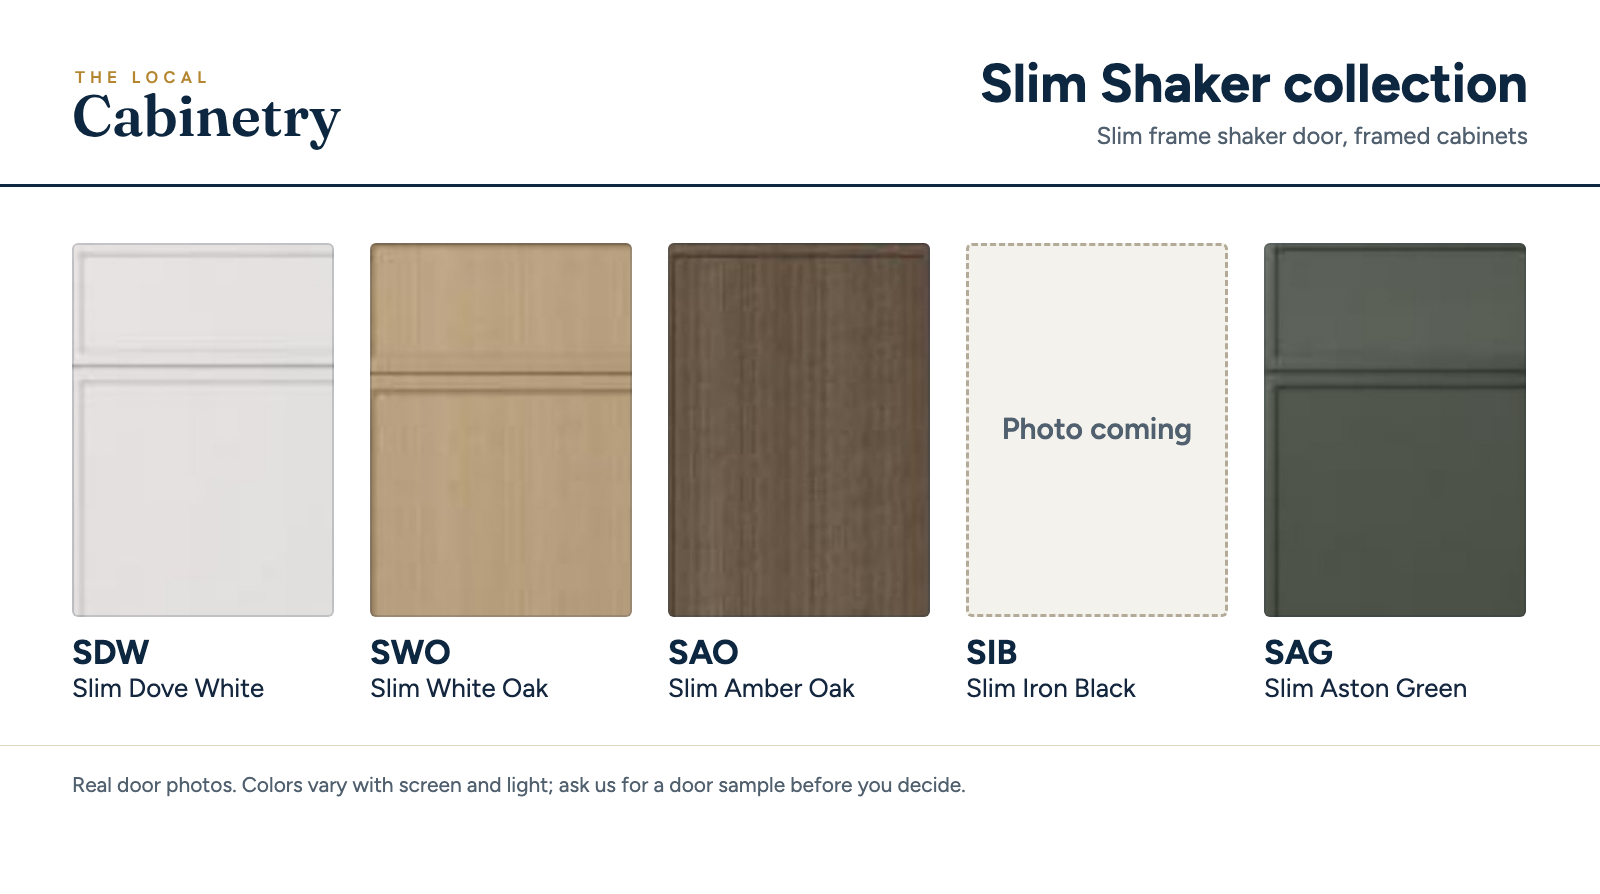 THE LOCAL
Cabinetry
Slim Shaker collection
Slim frame shaker door, framed cabinets
Photo coming
SDW
Slim Dove White
SWO
Slim White Oak
SAO
Slim Amber Oak
SIB
Slim Iron Black
SAG
Slim Aston Green
Real door photos. Colors vary with screen and light; ask us for a door sample before you decide.